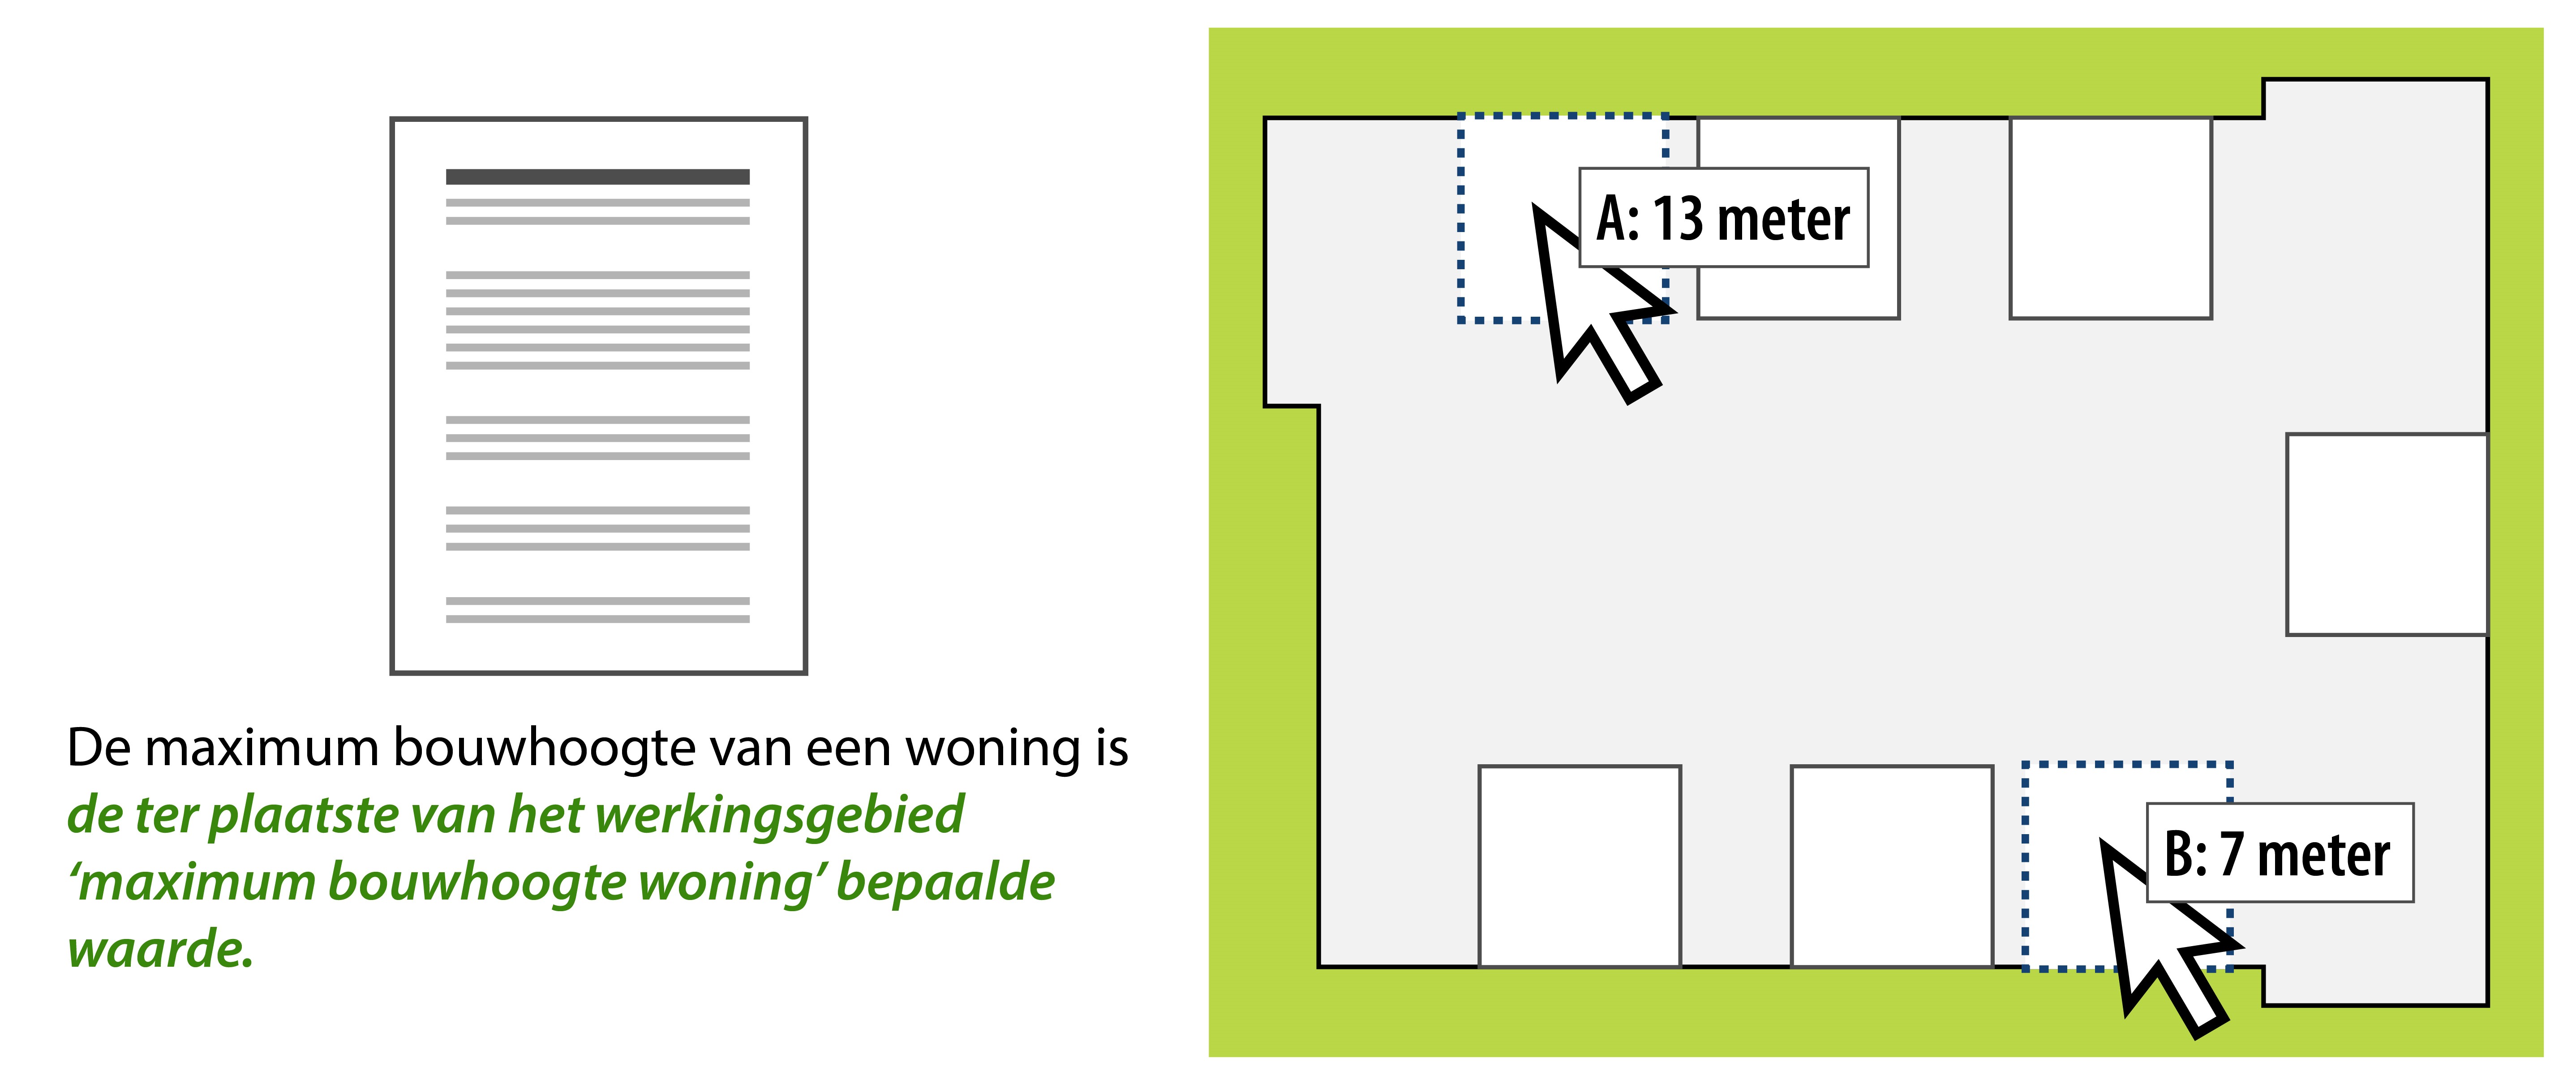 De maximum bouwhoogte van een woning is
de ter plaatste van het werkingsgebied
‘maximum bouwhoogte woning’ bepaalde
waarde.
A: 13 meter
B: 7 meter